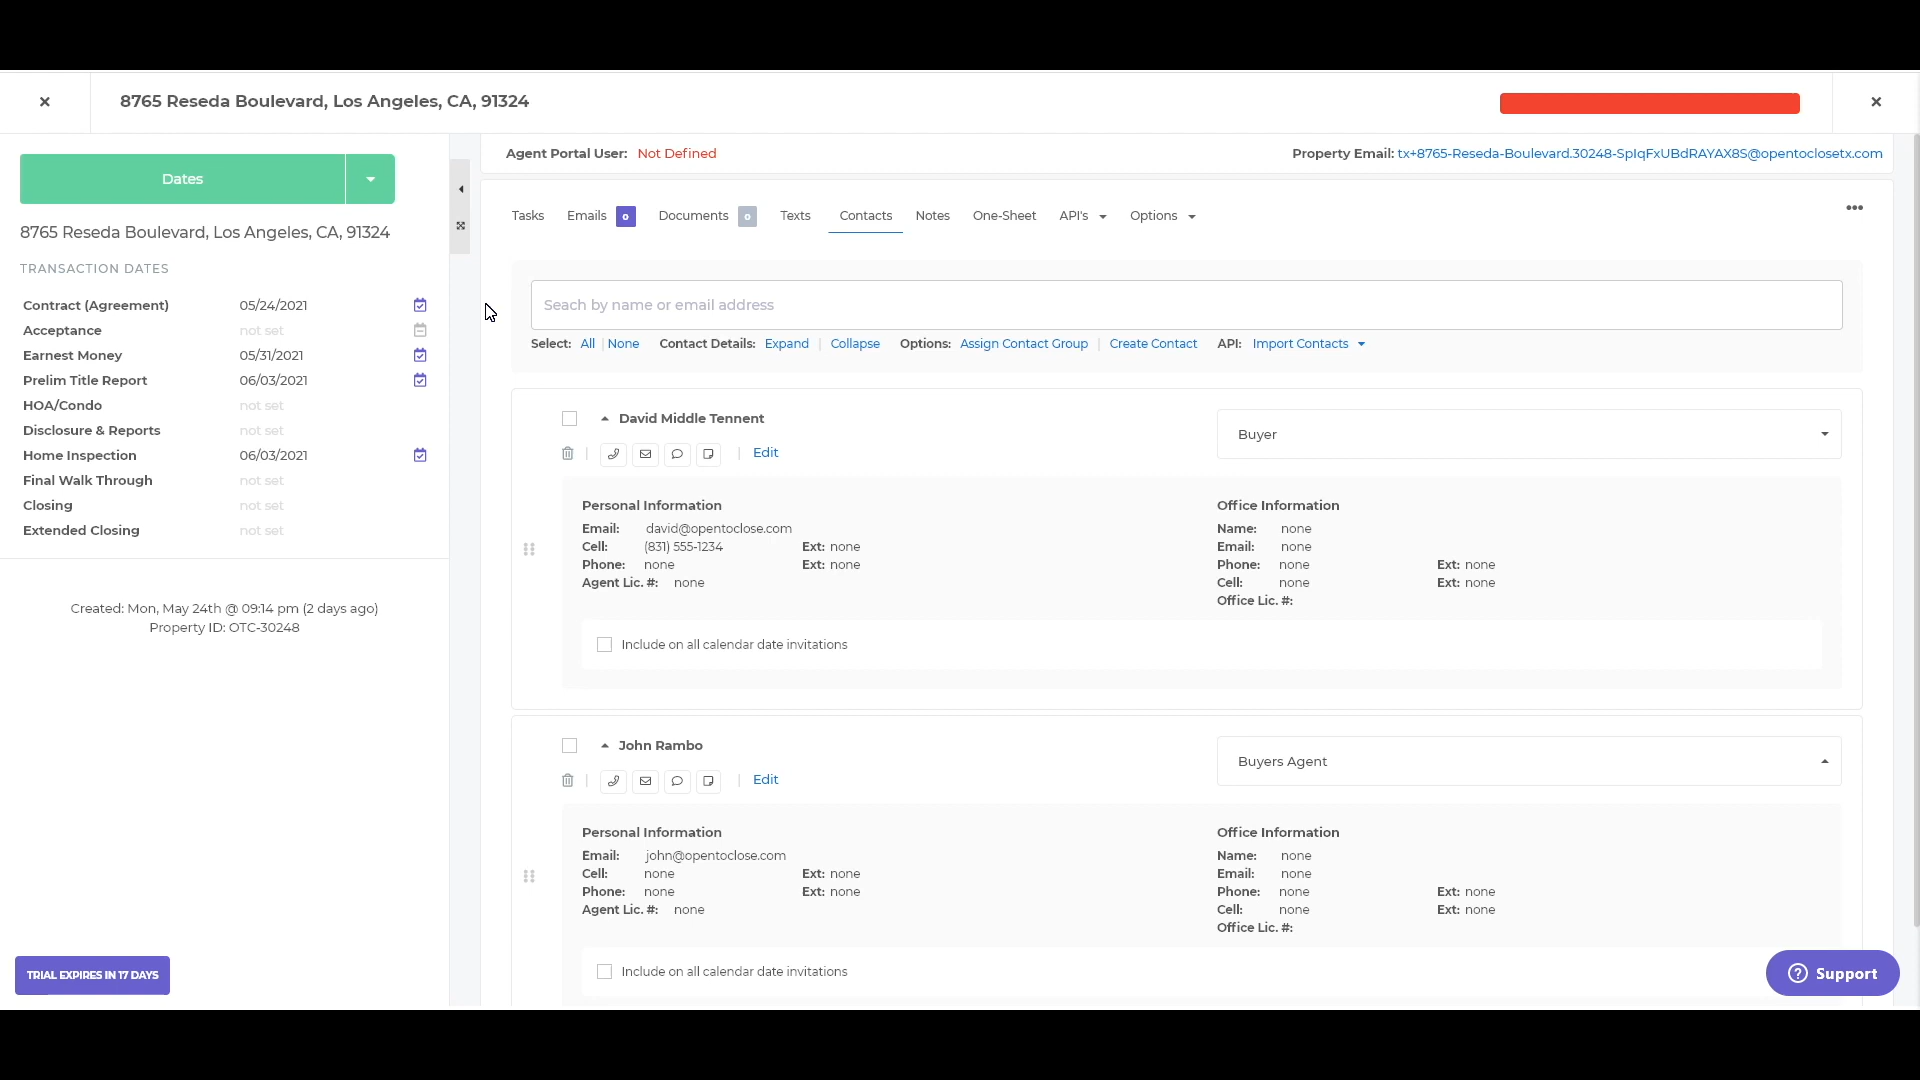 8765 Reseda Boulevard, Los Angeles, CA, 91324
Dates
8765 Reseda Boulevard, Los Angeles, CA, 91324
TRANSACTION DATES
Contract (Agreement) 05/24/2021
Acceptance not set
Earnest Money 05/31/2021
Prelim Title Report 06/03/2021
HOA/Condo not set
Disclosure & Reports not set
Home Inspection 06/03/2021
Final Walk Through not set
Closing not set
Extended Closing not set
Created: Mon, May 24th @ 09:14 pm (2 days ago)
Property ID: OTC-30248
TRIAL EXPIRES IN 17 DAYS
Agent Portal User: Not Defined Property Email: tx+8765-Reseda-Boulevard.30248-SpIqFxUBdRAYAX8S@opentoclosetx.com
Tasks Emails 0 Documents 0 Texts Contacts Notes One-Sheet API's Options
Seach by name or email address
Select: All | None Contact Details: Expand | Collapse Options: Assign Contact Group | Create Contact API: Import Contacts
David Middle Tennent Buyer
| | Edit
Personal Information Office Information
Email: david@opentoclose.com Name: none
Cell: (831) 555-1234 Ext: none Email: none
Phone: none Ext: none Phone: none Ext: none
Agent Lic. #: none Cell: none Ext: none
Office Lic. #:
Include on all calendar date invitations
John Rambo Buyers Agent
| | Edit
Personal Information Office Information
Email: john@opentoclose.com Name: none
Cell: none Ext: none Email: none
Phone: none Ext: none Phone: none Ext: none
Agent Lic. #: none Cell: none Ext: none
Office Lic. #:
Include on all calendar date invitations
Support